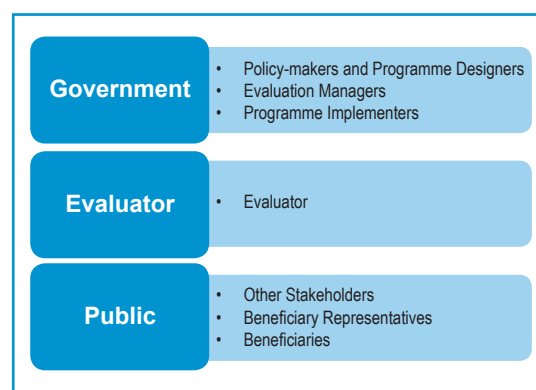 Government
• Policy-makers and Programme Designers
• Evaluation Managers
• Programme Implementers
Evaluator
• Evaluator
Public
• Other Stakeholders
• Beneficiary Representatives
• Beneficiaries